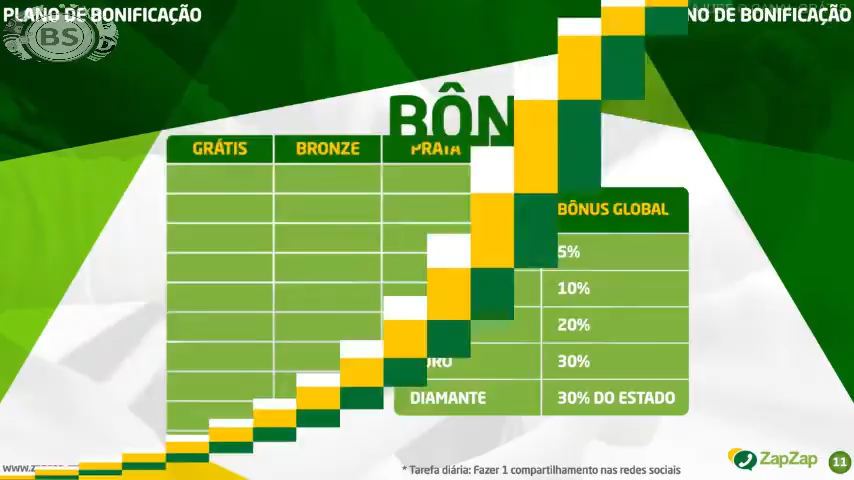 PLANO DE BONIFICAÇÃO
NO DE BONIFICAÇÃO
BS
BÔN
GRÁTIS BRONZE PRATA
BÔNUS GLOBAL
5%
10%
20%
30%
DIAMANTE 30% DO ESTADO
www.z
* Tarefa diária: Fazer 1 compartilhamento nas redes sociais
ZapZap 11